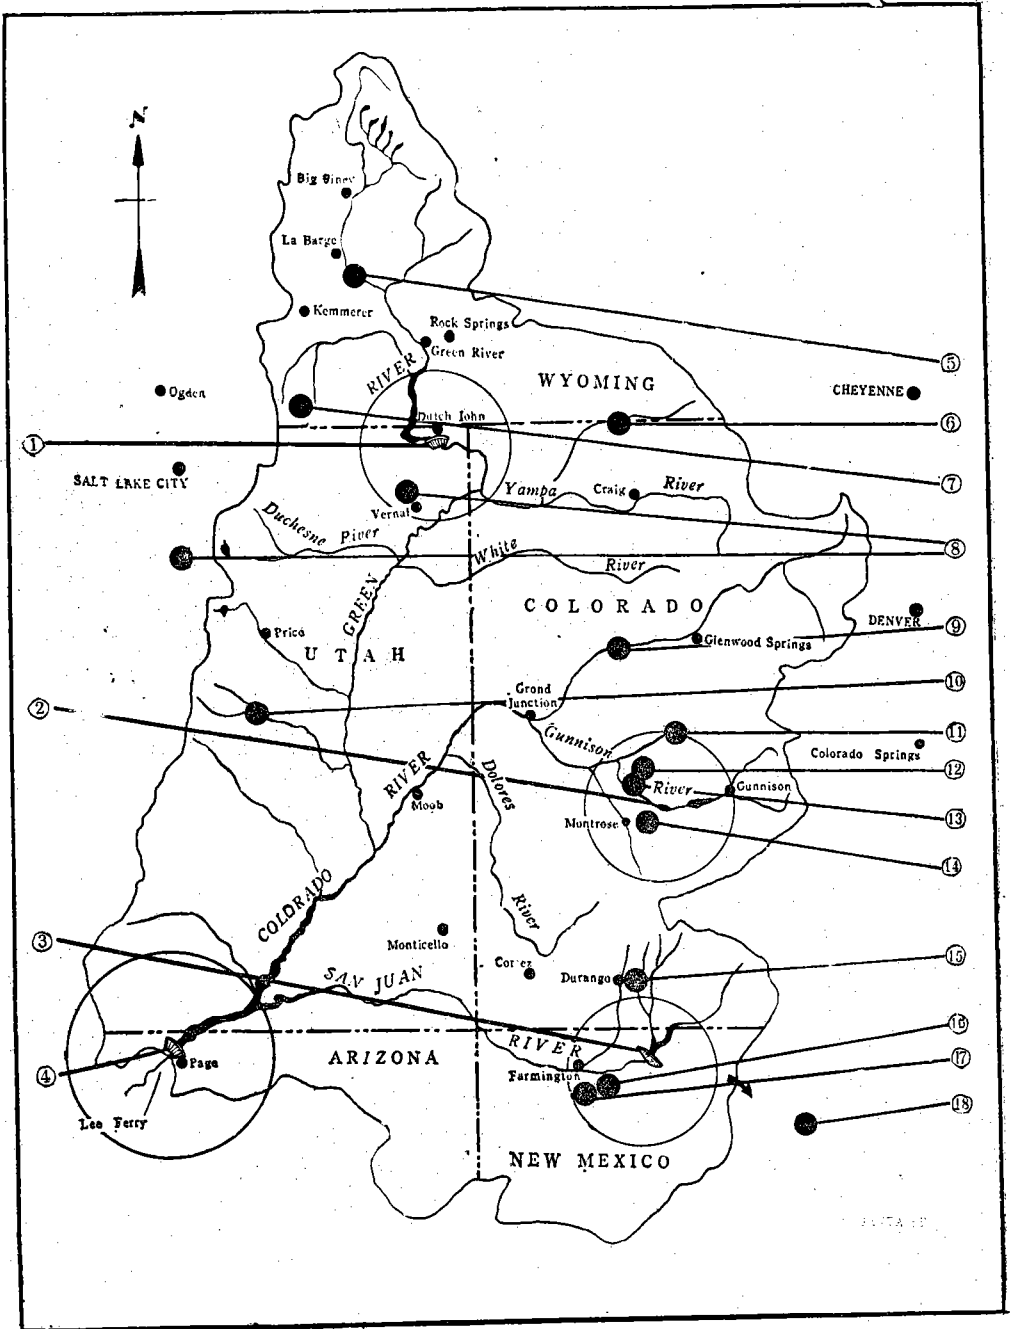 N
Big Piney
La Barge
Kemmerer
Rock Springs
Green River
RIVER
WYOMING
CHEYENNE
Ogden
Dutch John
SALT LAKE CITY
Vernal
Yampa River
Craig
Duchesne River
White River
GREEN
COLORADO
DENVER
Price
UTAH
Glenwood Springs
Grand
Junction
Gunnison River
Colorado Springs
Gunnison
Montrose
COLORADO RIVER
Moab
Dolores River
Monticello
Cortez
Durango
SAN JUAN RIVER
ARIZONA
Farmington
Page
Lee Ferry
NEW MEXICO
1
2
3
4
5
6
7
8
9
10
11
12
13
14
15
16
17
18